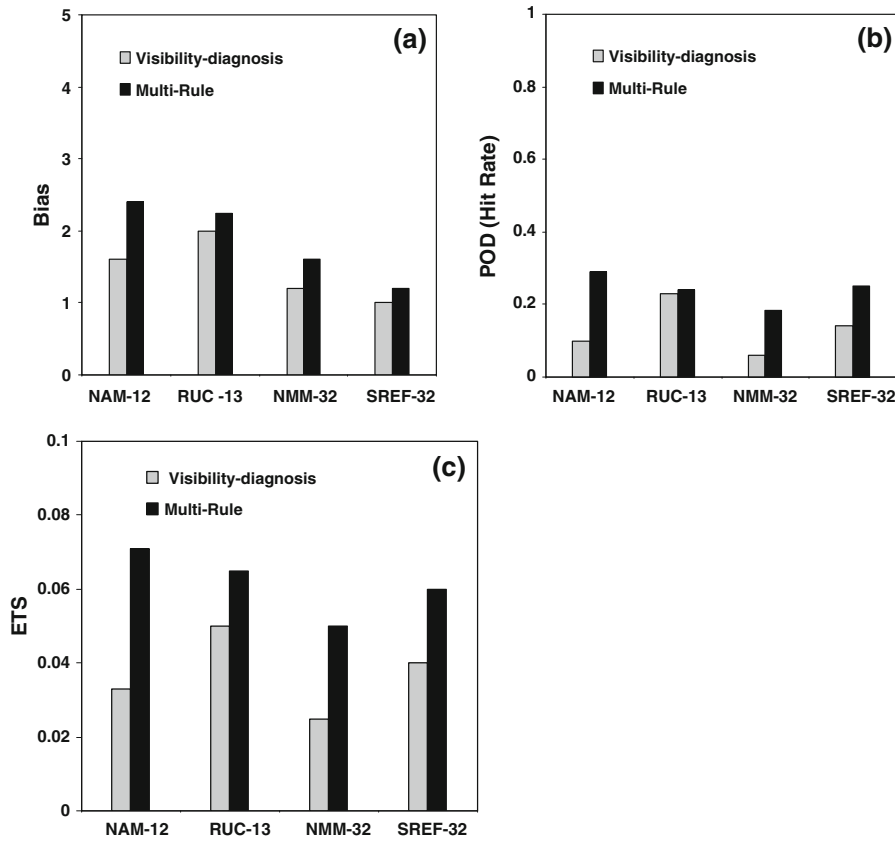 (a)
5
4
3
2
1
0
Bias
Visibility-diagnosis
Multi-Rule
NAM-12 RUC -13 NMM-32 SREF-32
(b)
1
0.8
0.6
0.4
0.2
0
POD (Hit Rate)
Visibility-diagnosis
Multi-Rule
NAM-12 RUC-13 NMM-32 SREF-32
(c)
0.1
0.08
0.06
0.04
0.02
0
ETS
Visibility-diagnosis
Multi-Rule
NAM-12 RUC-13 NMM-32 SREF-32